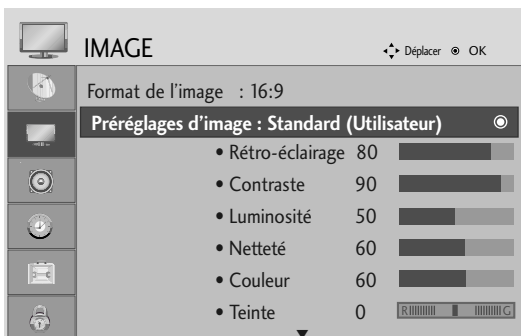 IMAGE Déplacer OK
Format de l'image : 16:9
Préréglages d'image : Standard (Utilisateur)
• Rétro-éclairage 80
• Contraste 90
• Luminosité 50
• Netteté 60
• Couleur 60
• Teinte 0 R G